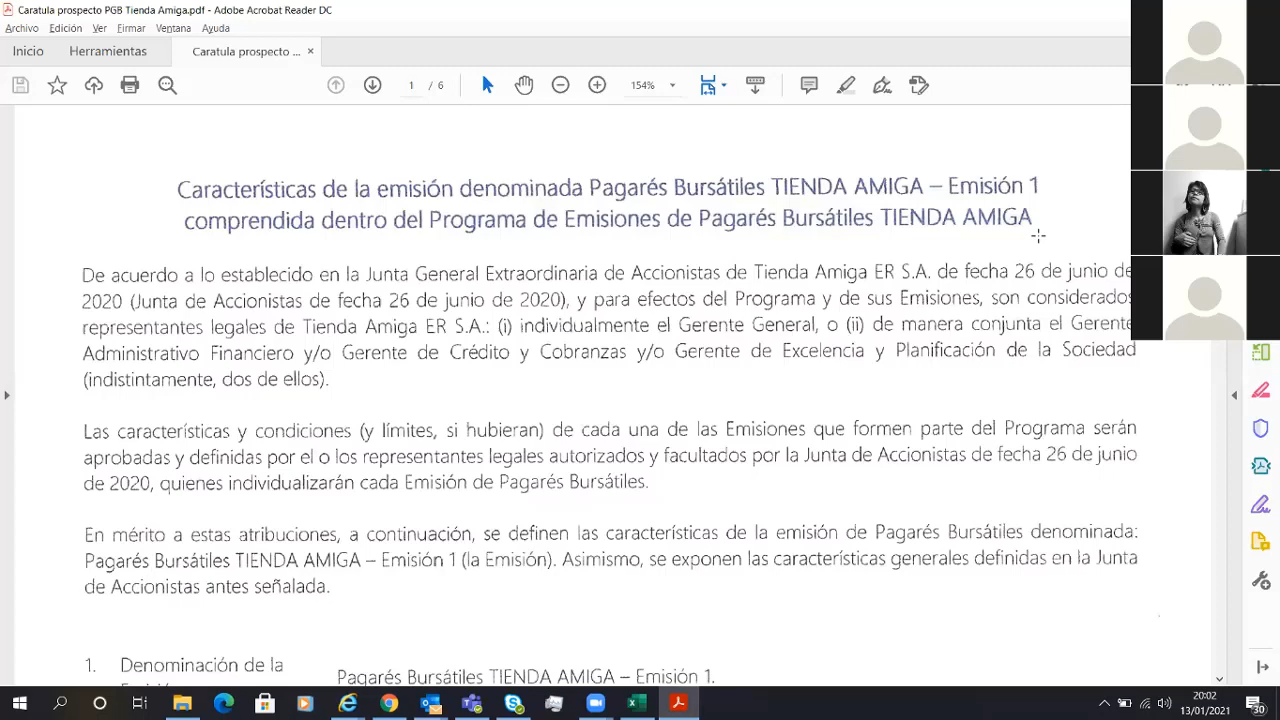 Caratula prospecto PGB Tienda Amiga.pdf - Adobe Acrobat Reader DC
Archivo Edición Ver Firmar Ventana Ayuda
Inicio Herramientas Caratula prospecto ... ×
1 / 6 154%
Características de la emisión denominada Pagarés Bursátiles TIENDA AMIGA – Emisión 1
comprendida dentro del Programa de Emisiones de Pagarés Bursátiles TIENDA AMIGA
De acuerdo a lo establecido en la Junta General Extraordinaria de Accionistas de Tienda Amiga ER S.A. de fecha 26 de junio de
2020 (Junta de Accionistas de fecha 26 de junio de 2020), y para efectos del Programa y de sus Emisiones, son considerados
representantes legales de Tienda Amiga ER S.A.: (i) individualmente el Gerente General, o (ii) de manera conjunta el Gerente
Administrativo Financiero y/o Gerente de Crédito y Cobranzas y/o Gerente de Excelencia y Planificación de la Sociedad
(indistintamente, dos de ellos).
Las características y condiciones (y límites, si hubieran) de cada una de las Emisiones que formen parte del Programa serán
aprobadas y definidas por el o los representantes legales autorizados y facultados por la Junta de Accionistas de fecha 26 de junio
de 2020, quienes individualizarán cada Emisión de Pagarés Bursátiles.
En mérito a estas atribuciones, a continuación, se definen las características de la emisión de Pagarés Bursátiles denominada:
Pagarés Bursátiles TIENDA AMIGA – Emisión 1 (la Emisión). Asimismo, se exponen las características generales definidas en la Junta
de Accionistas antes señalada.
1. Denominación de la
Pagarés Bursátiles TIENDA AMIGA – Emisión 1.
20:02
13/01/2021
30